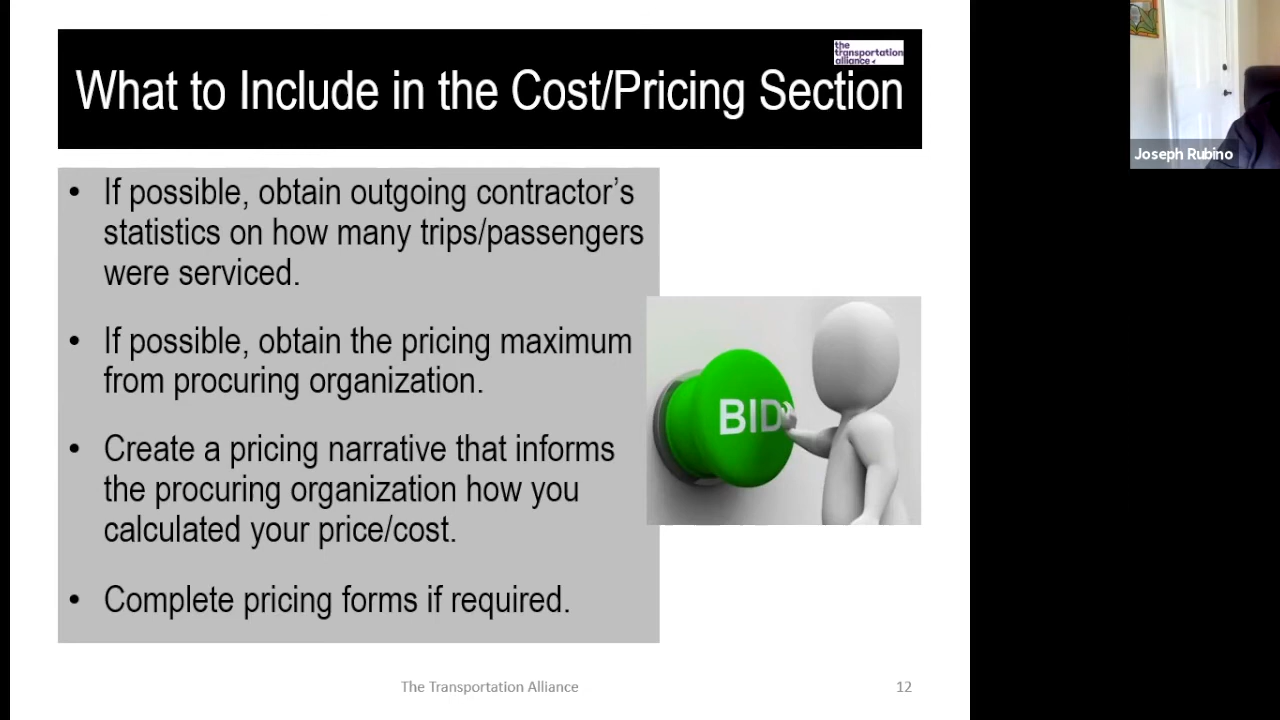 the
transportation
alliance
What to Include in the Cost/Pricing Section
Joseph Rubino
• If possible, obtain outgoing contractor’s
statistics on how many trips/passengers
were serviced.
• If possible, obtain the pricing maximum
from procuring organization.
• Create a pricing narrative that informs
the procuring organization how you
calculated your price/cost.
• Complete pricing forms if required.
BID
The Transportation Alliance
12